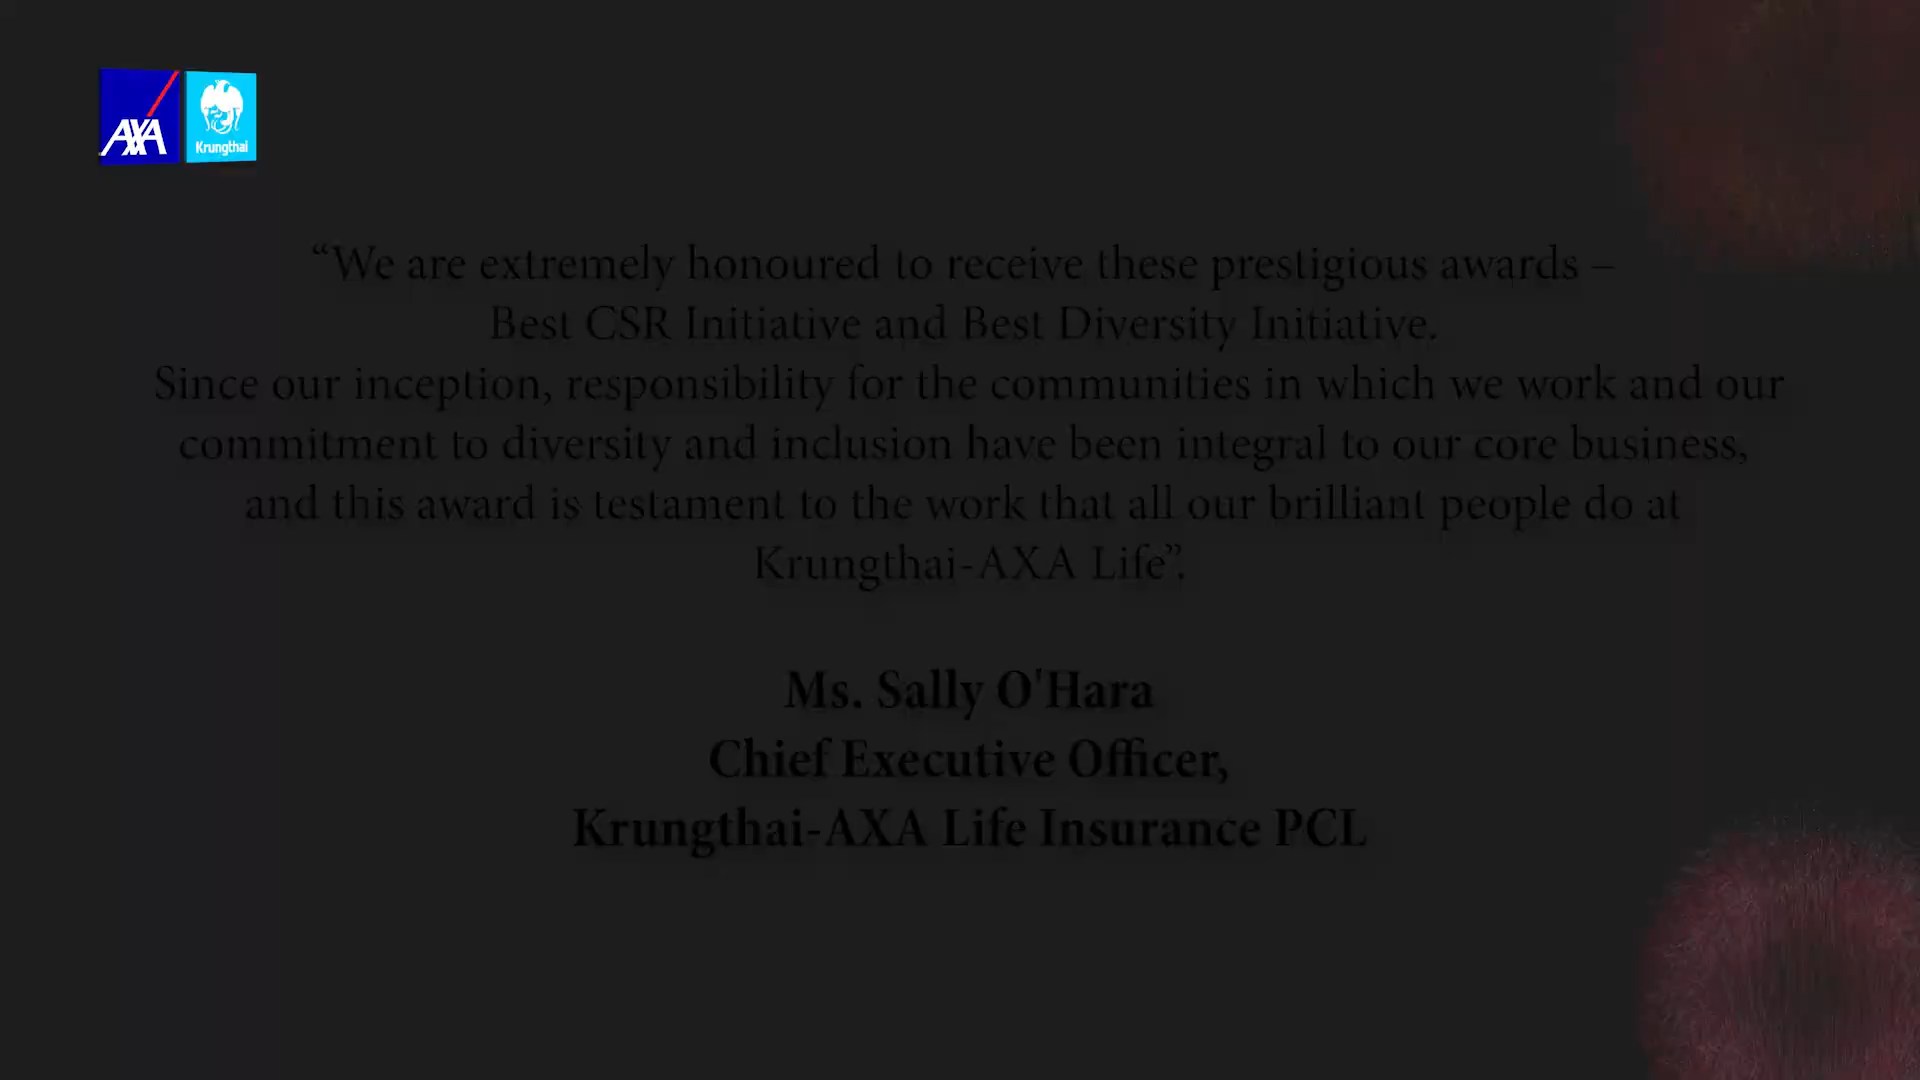 AXA
Krungthai
“We are extremely honoured to receive these prestigious awards –
Best CSR Initiative and Best Diversity Initiative.
Since our inception, responsibility for the communities in which we work and our
commitment to diversity and inclusion have been integral to our core business,
and this award is testament to the work that all our brilliant people do at
Krungthai-AXA Life”.
Ms. Sally O'Hara
Chief Executive Officer,
Krungthai-AXA Life Insurance PCL